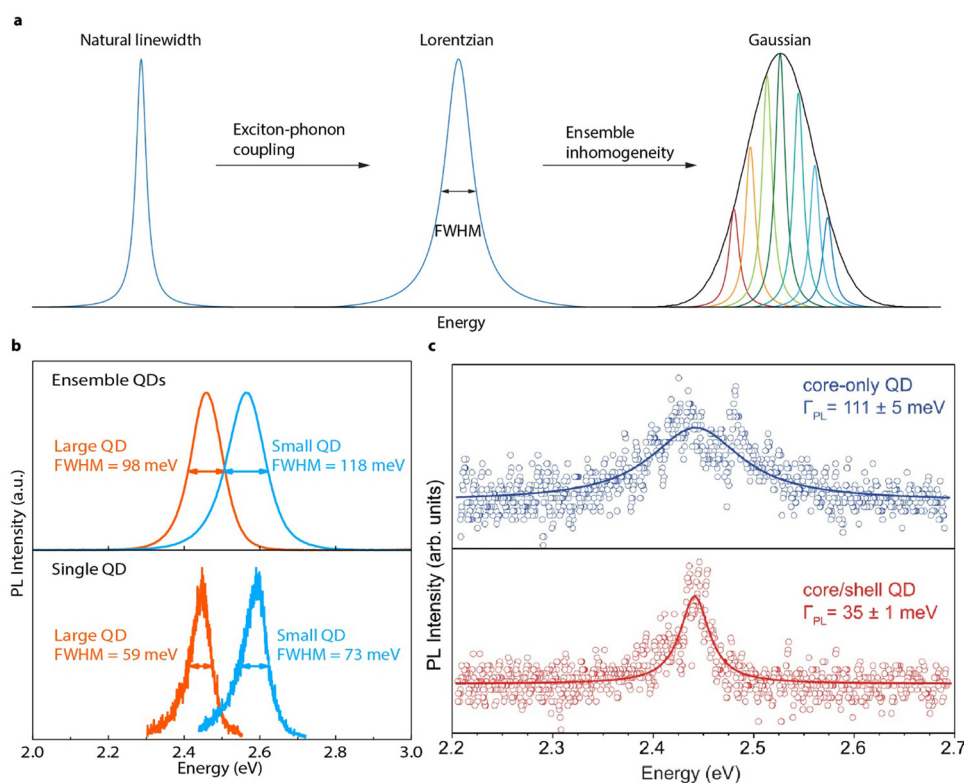 a
Natural linewidth
Lorentzian
Gaussian
Exciton-phonon
coupling
Ensemble
inhomogeneity
FWHM
Energy
b
Ensemble QDs
Large QD
FWHM = 98 meV
Small QD
FWHM = 118 meV
Single QD
Large QD
FWHM = 59 meV
Small QD
FWHM = 73 meV
PL Intensity (a.u.)
2.0 2.2 2.4 2.6 2.8 3.0
Energy (eV)
c
core-only QD
ΓPL = 111 ± 5 meV
core/shell QD
ΓPL = 35 ± 1 meV
PL Intensity (arb. units)
2.2 2.3 2.4 2.5 2.6 2.7
Energy (eV)